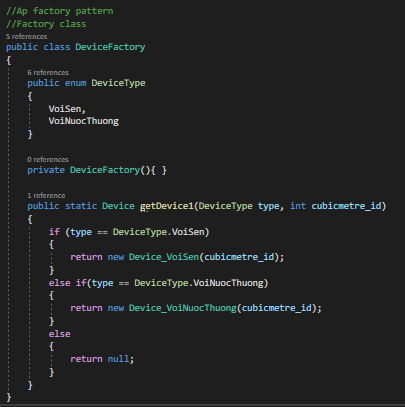 //Ap factory pattern
//Factory class
5 references
public class DeviceFactory
{
6 references
public enum DeviceType
{
VoiSen,
VoiNuocThuong
}
0 references
private DeviceFactory(){ }
1 reference
public static Device getDevice1(DeviceType type, int cubicmetre_id)
{
if (type == DeviceType.VoiSen)
{
return new Device_VoiSen(cubicmetre_id);
}
else if(type == DeviceType.VoiNuocThuong)
{
return new Device_VoiNuocThuong(cubicmetre_id);
}
else
{
return null;
}
}
}